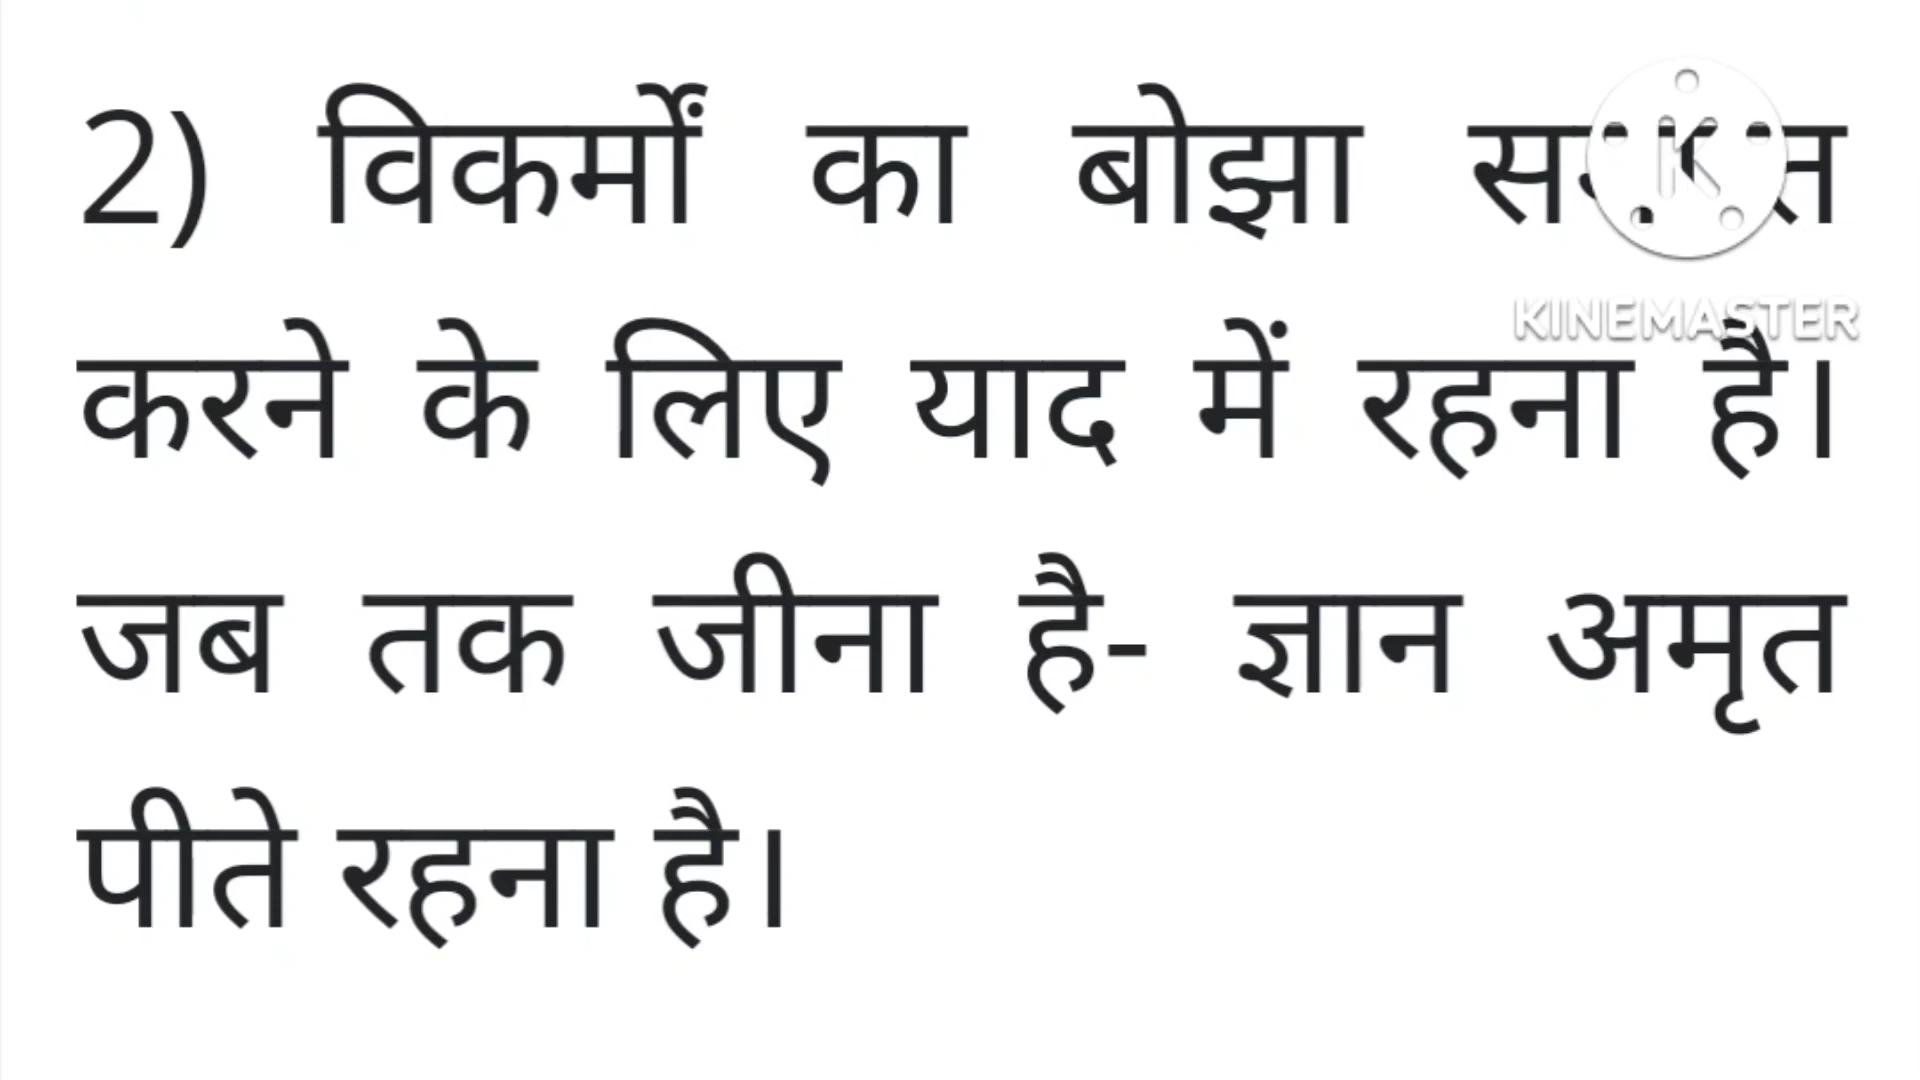 2) विकर्मों का बोझा
KINEMASTER
करने के लिए याद में रहना है।
जब तक जीना है- ज्ञान अमृत
पीते रहना है।